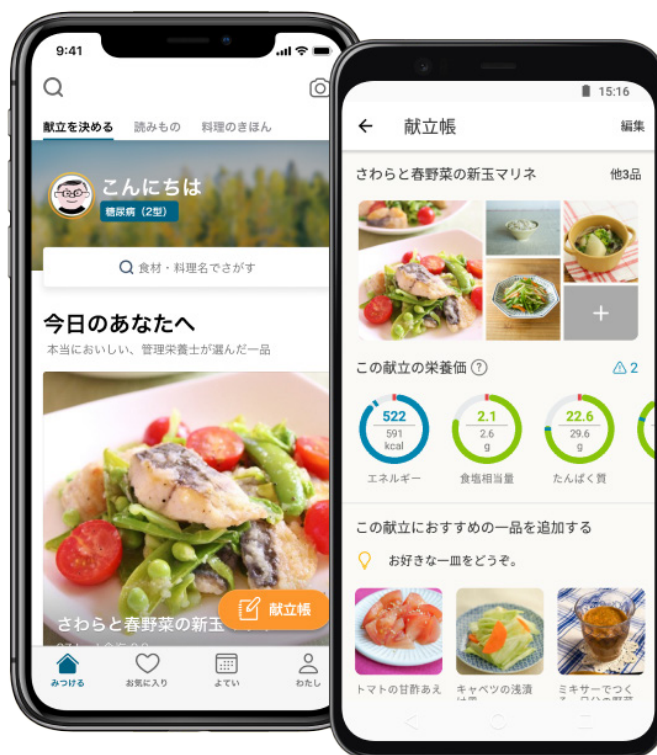 9:41
献立を決める 読みもの 料理のきほん
こんにちは
糖尿病（2型）
食材・料理名でさがす
今日のあなたへ
本当においしい、管理栄養士が選んだ一品
さわらと春野菜の新玉
献立帳
みつける お気に入り よてい わたし
15:16
献立帳 編集
さわらと春野菜の新玉マリネ 他3品
+
この献立の栄養価 ? 2
522
591
kcal
エネルギー
2.1
2.6
g
食塩相当量
22.6
29.6
g
たんぱく質
この献立におすすめの一品を追加する
お好きな一皿をどうぞ。
トマトの甘酢あえ キャベツの浅漬 ミキサーでつく